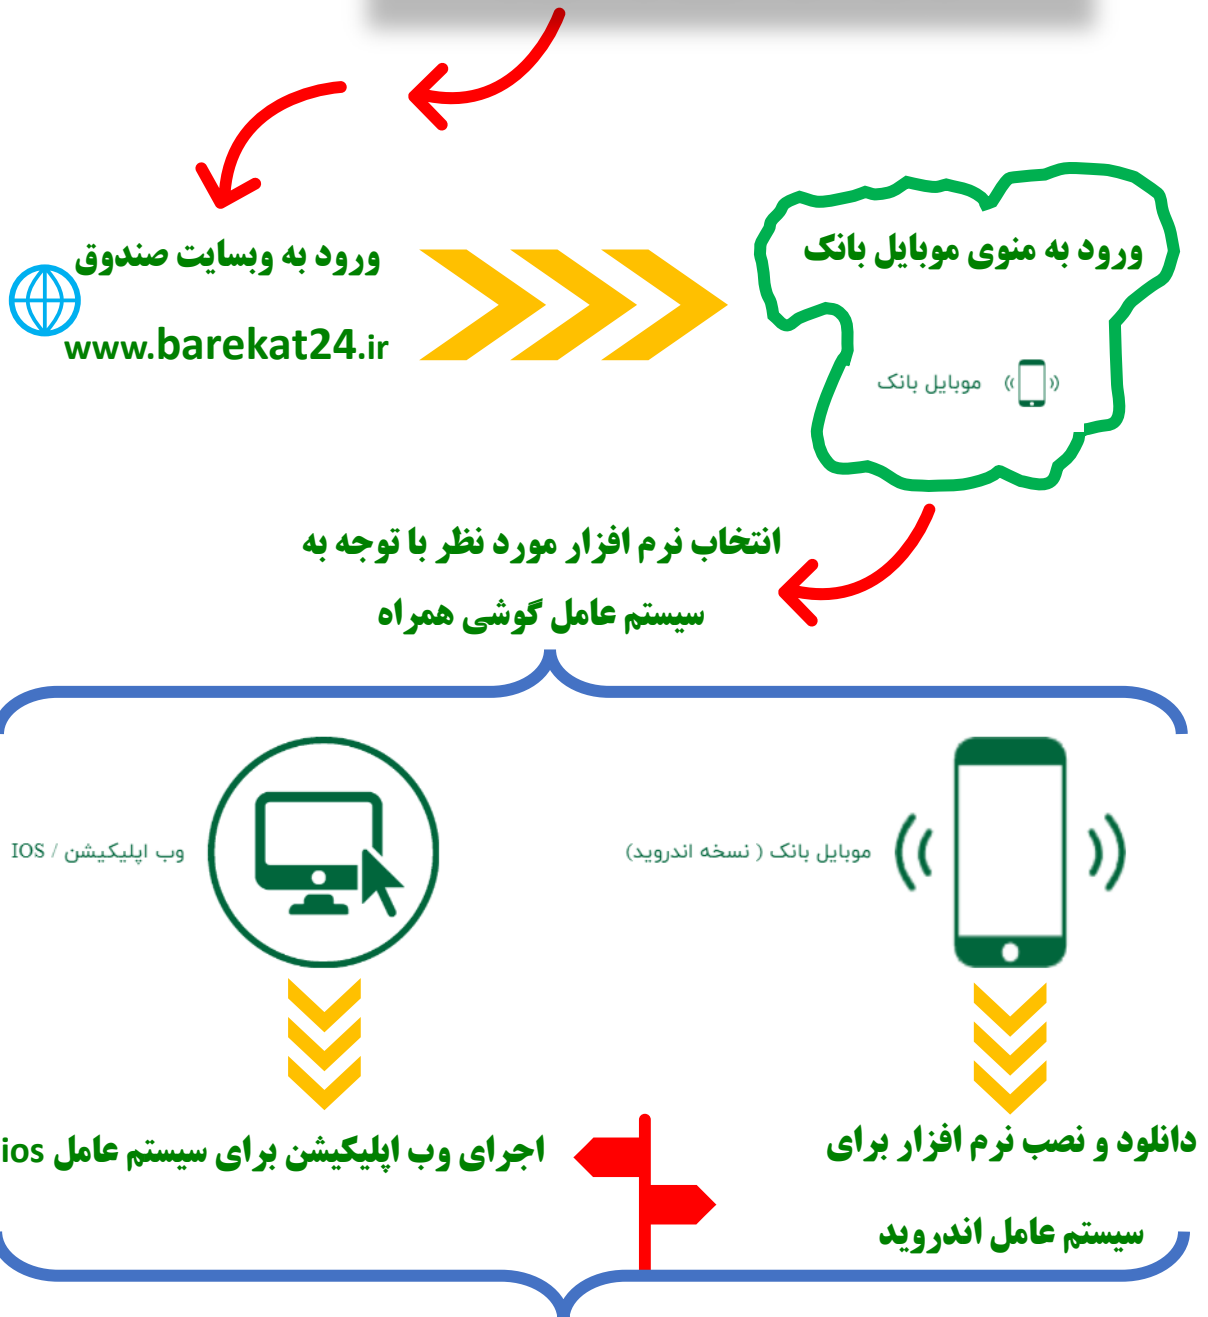 ورود به وبسایت صندوق
www.barekat24.ir
ورود به منوی موبایل بانک
موبایل بانک
انتخاب نرم افزار مورد نظر با توجه به
سیستم عامل گوشی همراه
موبایل بانک ( نسخه اندروید)
وب اپلیکیشن / IOS
دانلود و نصب نرم افزار برای
سیستم عامل اندروید
اجرای وب اپلیکیشن برای سیستم عامل ios